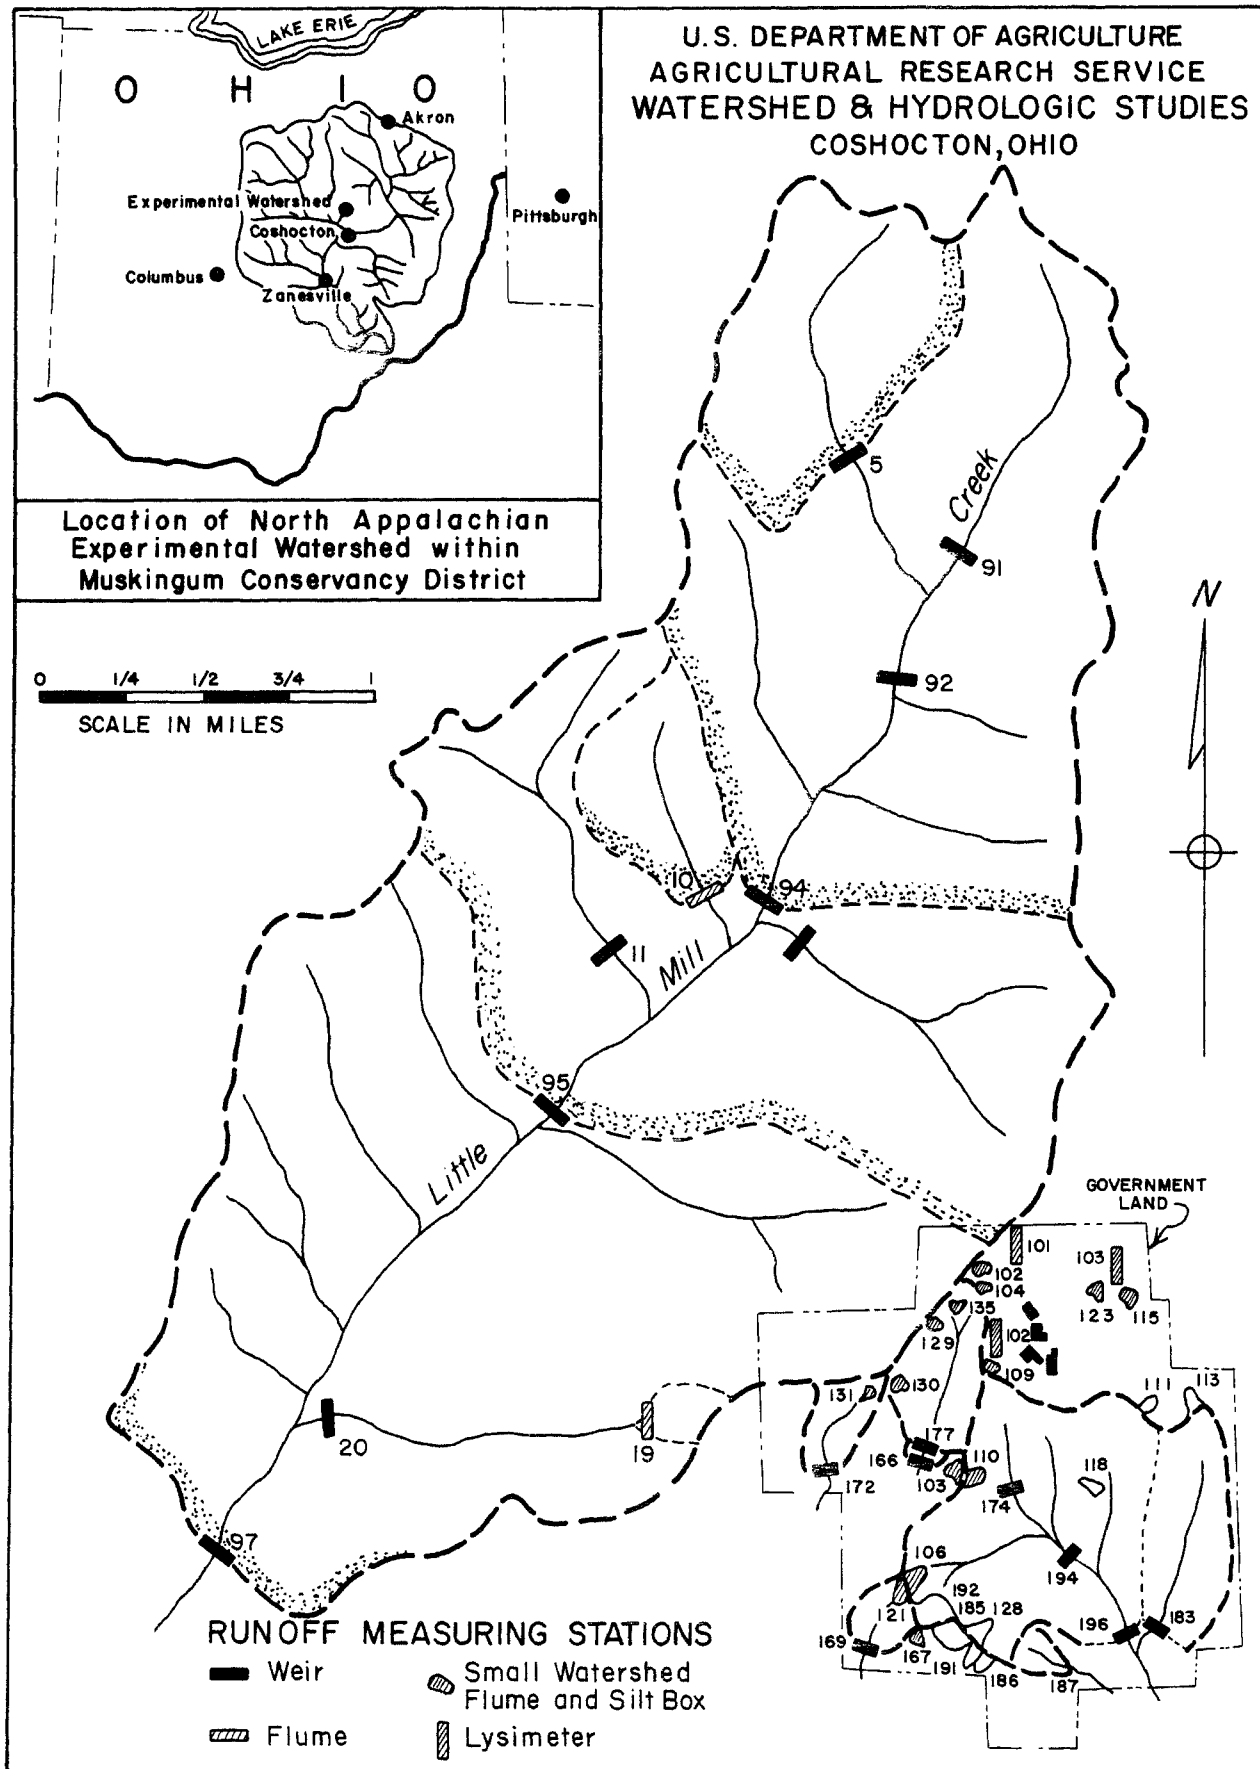 LAKE ERIE
O H I O
Akron
Experimental Watershed
Coshocton
Pittsburgh
Columbus
Zanesville
Location of North Appalachian
Experimental Watershed within
Muskingum Conservancy District
U.S. DEPARTMENT OF AGRICULTURE
AGRICULTURAL RESEARCH SERVICE
WATERSHED & HYDROLOGIC STUDIES
COSHOCTON, OHIO
0 1/4 1/2 3/4 1
SCALE IN MILES
N
5
Creek
91
92
10
94
11
Mill
95
Little
GOVERNMENT
LAND
101
103
102
104
135
123
115
129
102
109
131
130
111
113
177
166
110
103
118
172
174
20
19
97
106
194
192
121
185
128
196
183
169
167
191
186
187
RUNOFF MEASURING STATIONS
Weir
Small Watershed
Flume and Silt Box
Flume
Lysimeter